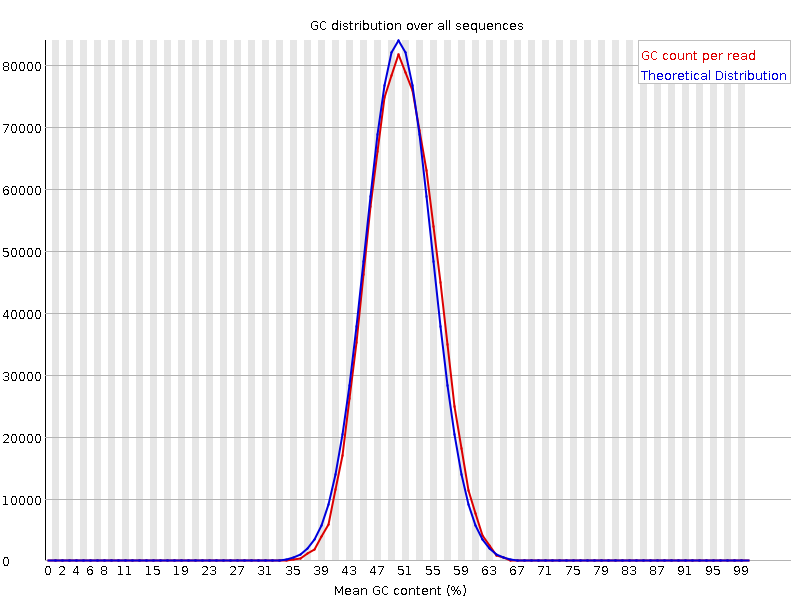 GC distribution over all sequences
GC count per read
Theoretical Distribution
80000
70000
60000
50000
40000
30000
20000
10000
0
0 2 4 6 8 11 15 19 23 27 31 35 39 43 47 51 55 59 63 67 71 75 79 83 87 91 95 99
Mean GC content (%)